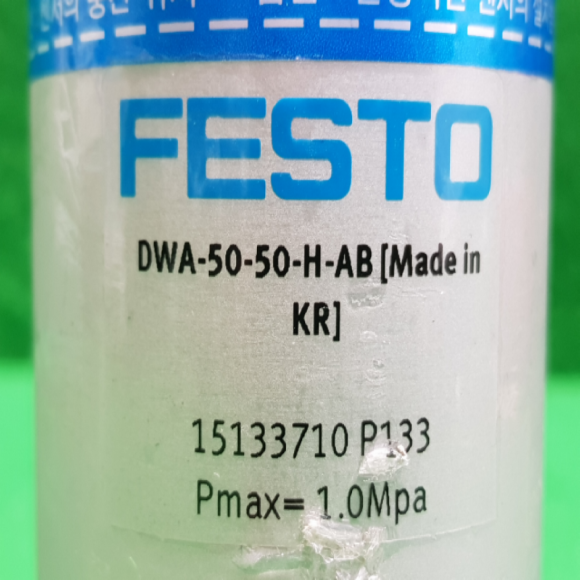 FESTO
DWA-50-50-H-AB [Made in
KR]
15133710 P133
Pmax= 1.0Mpa